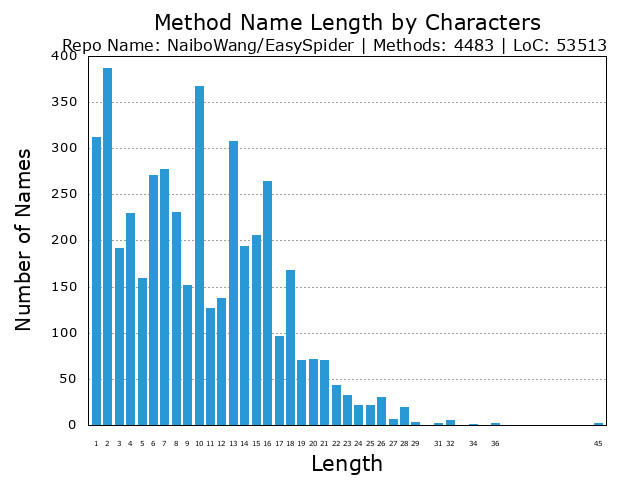 Method Name Length by Characters
Repo Name: NaiboWang/EasySpider | Methods: 4483 | LoC: 53513
400
350
300
250
200
150
100
50
0
Number of Names
1 2 3 4 5 6 7 8 9 10 11 12 13 14 15 16 17 18 19 20 21 22 23 24 25 26 27 28 29 31 32 34 36 45
Length